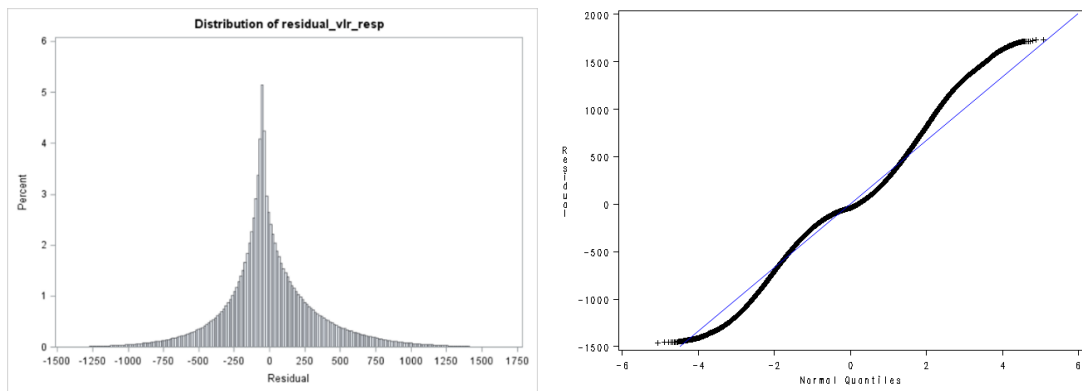 Distribution of residual_vlr_resp
Percent
6
5
4
3
2
1
0
-1500 -1250 -1000 -750 -500 -250 0 250 500 750 1000 1250 1500 1750
Residual
Residual
2000
1500
1000
500
0
-500
-1000
-1500
-6 -4 -2 0 2 4 6
Normal Quantiles